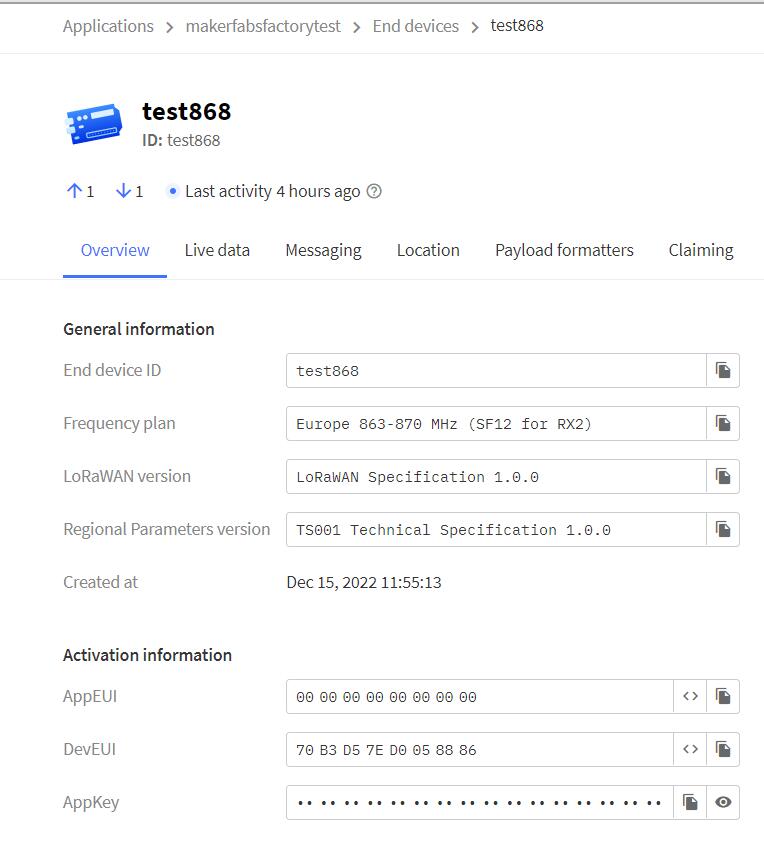 Applications > makerfabsfactorytest > End devices > test868
test868
ID: test868
↑ 1 ↓ 1 • Last activity 4 hours ago ?
Overview Live data Messaging Location Payload formatters Claiming
General information
End device ID test868
Frequency plan Europe 863-870 MHz (SF12 for RX2)
LoRaWAN version LoRaWAN Specification 1.0.0
Regional Parameters version TS001 Technical Specification 1.0.0
Created at Dec 15, 2022 11:55:13
Activation information
AppEUI 00 00 00 00 00 00 00 00 <>
DevEUI 70 B3 D5 7E D0 05 88 86 <>
AppKey •• •• •• •• •• •• •• •• •• •• •• •• •• •• •• ••